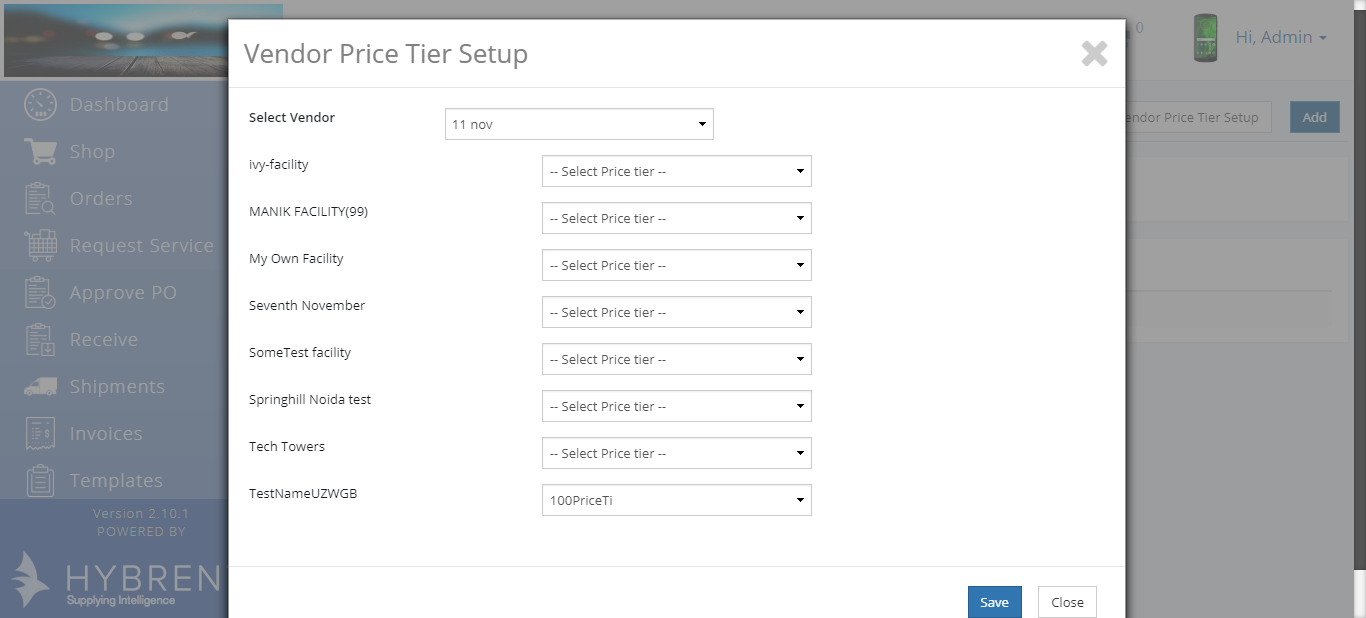 Vendor Price Tier Setup
0
Hi, Admin
Dashboard
Shop
Orders
Request Service
Approve PO
Receive
Shipments
Invoices
Templates
Version 2.10.1
POWERED BY
HYBREN
Supplying Intelligence
endor Price Tier Setup
Add
Select Vendor
11 nov
ivy-facility
-- Select Price tier --
MANIK FACILITY(99)
-- Select Price tier --
My Own Facility
-- Select Price tier --
Seventh November
-- Select Price tier --
SomeTest facility
-- Select Price tier --
Springhill Noida test
-- Select Price tier --
Tech Towers
-- Select Price tier --
TestNameUZWGB
100PriceTi
Save
Close